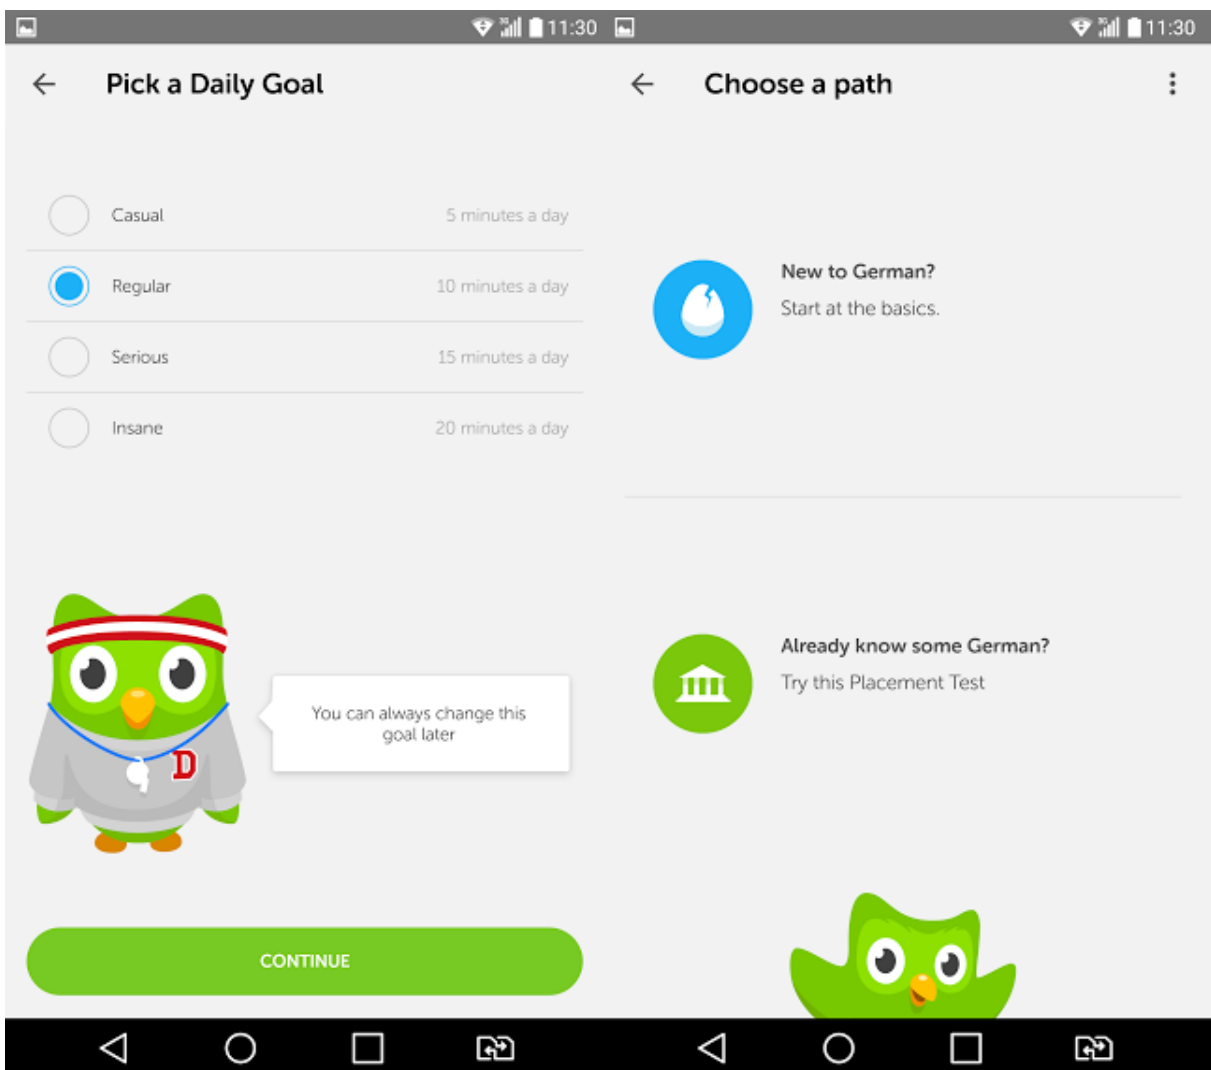 11:30
Pick a Daily Goal
Casual 5 minutes a day
Regular 10 minutes a day
Serious 15 minutes a day
Insane 20 minutes a day
You can always change this
goal later
D
CONTINUE
11:30
Choose a path
New to German?
Start at the basics.
Already know some German?
Try this Placement Test